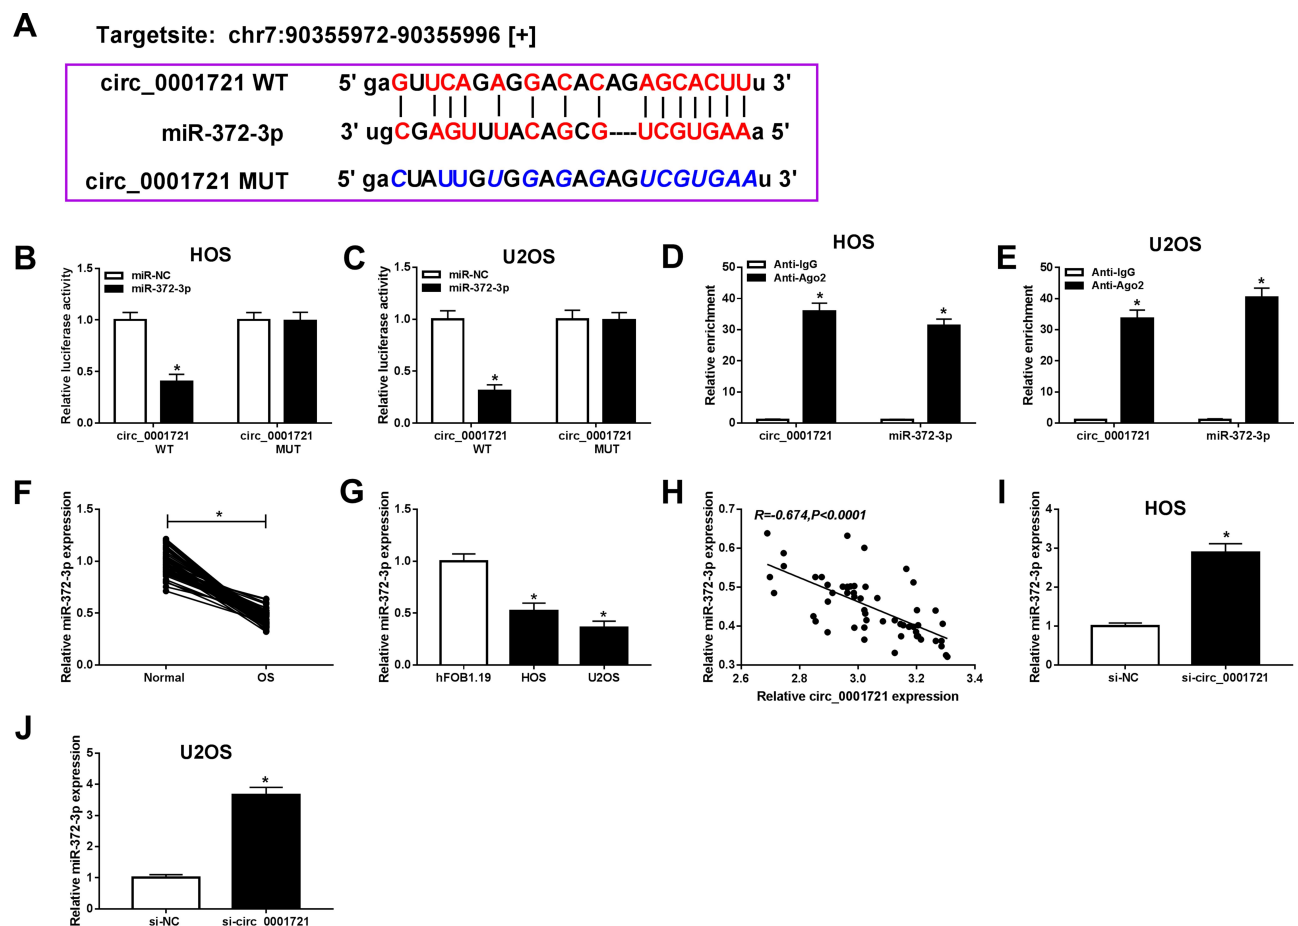 A
Targetsite: chr7:90355972-90355996 [+]
circ_0001721 WT 5' gaGUUCAGAGGACACAGAGCACUUu 3'
miR-372-3p 3' ugCGAGUUUACAGCG----UCGUGAAa 5'
circ_0001721 MUT 5' gaCUAUUGUGGAGAGAGUCGUGAAu 3'
B
HOS
Relative luciferase activity
1.5
1.0
0.5
0.0
miR-NC
miR-372-3p
*
circ_0001721 WT
circ_0001721 MUT
C
U2OS
Relative luciferase activity
1.5
1.0
0.5
0.0
miR-NC
miR-372-3p
*
circ_0001721 WT
circ_0001721 MUT
D
HOS
Relative enrichment
50
40
30
20
10
0
Anti-IgG
Anti-Ago2
*
*
circ_0001721
miR-372-3p
E
U2OS
Relative enrichment
50
40
30
20
10
0
Anti-IgG
Anti-Ago2
*
*
circ_0001721
miR-372-3p
F
Relative miR-372-3p expression
1.5
1.0
0.5
0.0
*
Normal
OS
G
Relative miR-372-3p expression
1.5
1.0
0.5
0.0
*
*
hFOB1.19
HOS
U2OS
H
Relative miR-372-3p expression
0.7
0.6
0.5
0.4
0.3
R=-0.674,P<0.0001
2.6
2.8
3.0
3.2
3.4
Relative circ_0001721 expression
I
HOS
Relative miR-372-3p expression
4
3
2
1
0
*
si-NC
si-circ_0001721
J
U2OS
Relative miR-372-3p expression
5
4
3
2
1
0
*
si-NC
si-circ_0001721